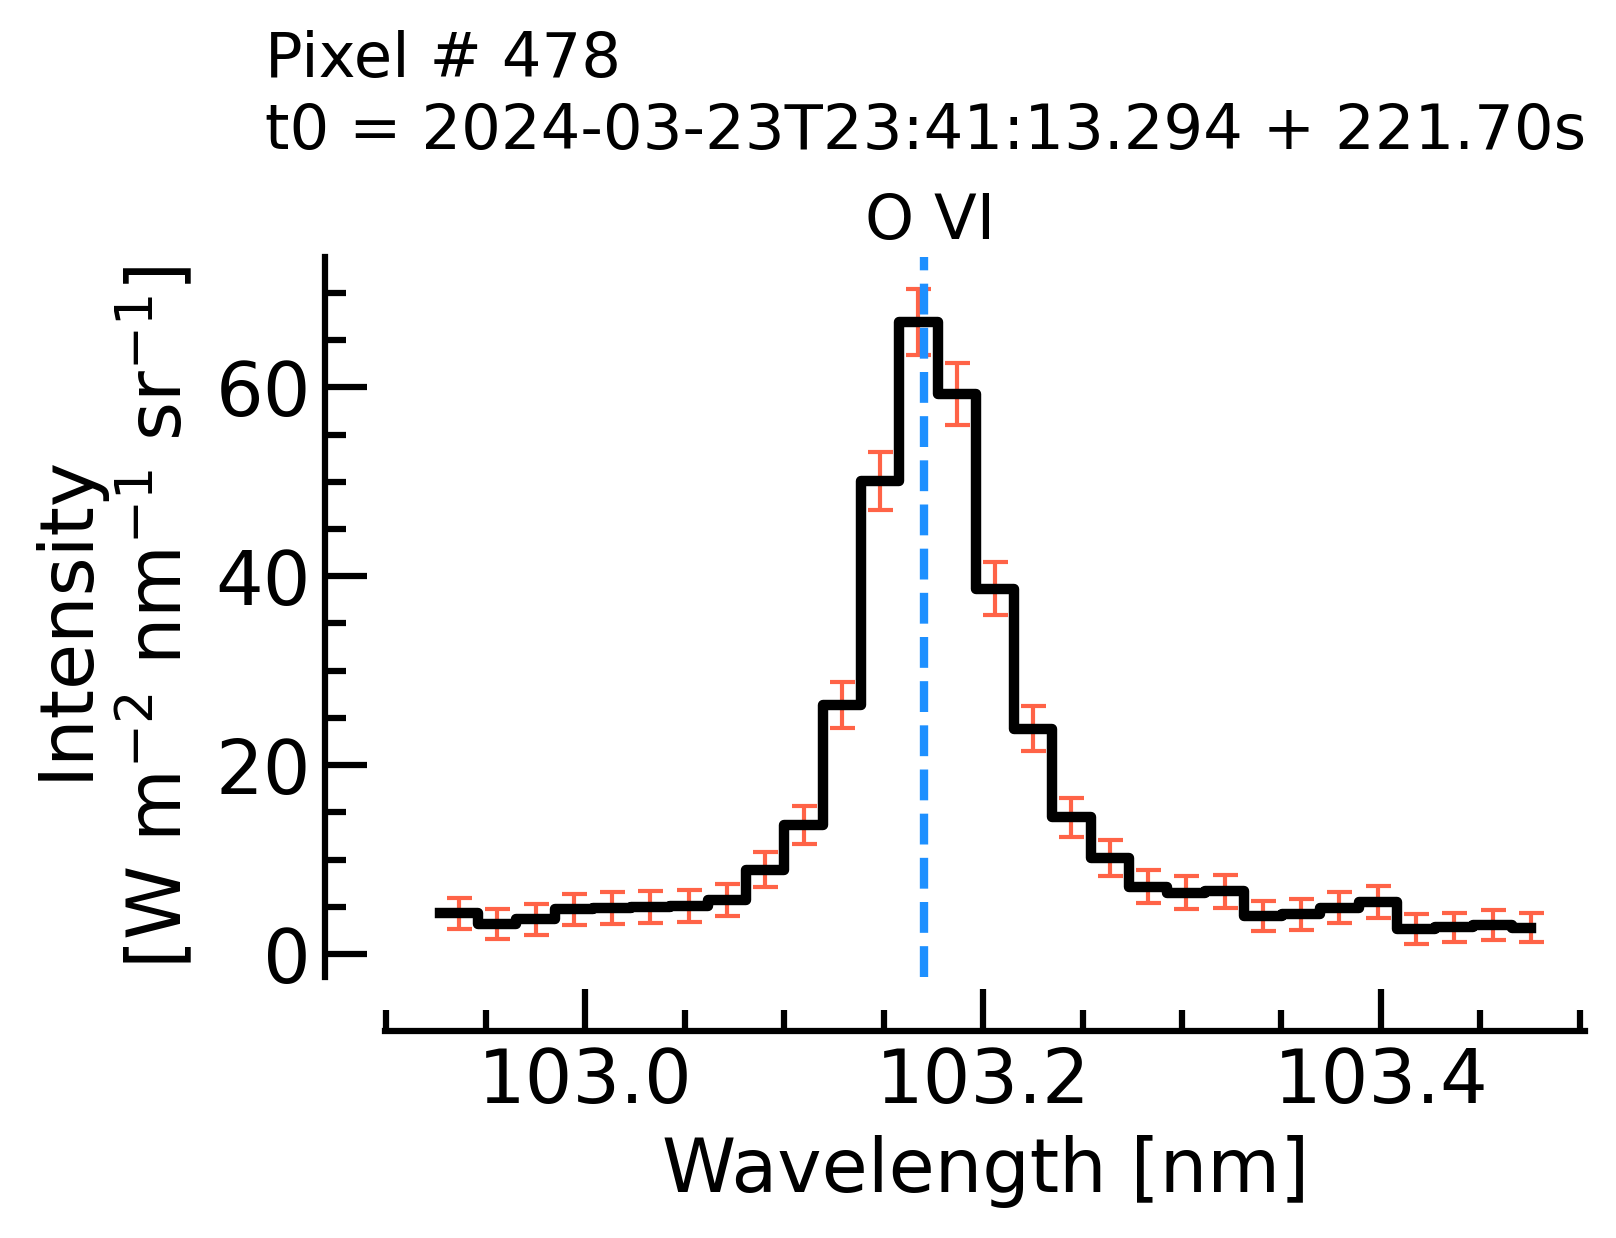 Pixel # 478
t0 = 2024-03-23T23:41:13.294 + 221.70s
O VI
Intensity
[W m⁻² nm⁻¹ sr⁻¹]
60
40
20
0
103.0 103.2 103.4
Wavelength [nm]